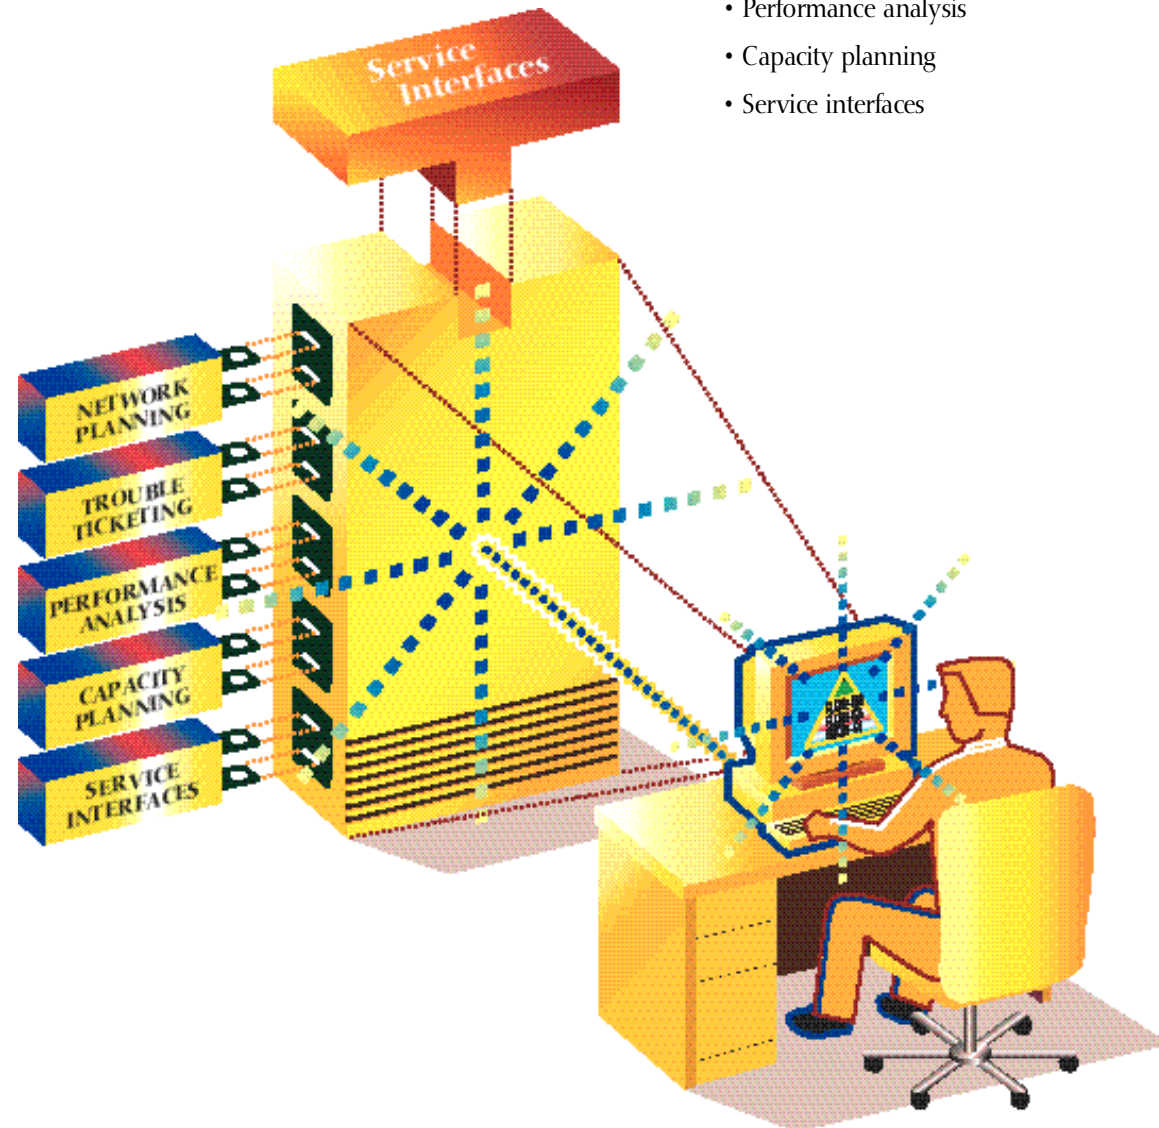 • Performance analysis
• Capacity planning
• Service interfaces
Service
Interfaces
NETWORK
PLANNING
TROUBLE
TICKETING
PERFORMANCE
ANALYSIS
CAPACITY
PLANNING
SERVICE
INTERFACES